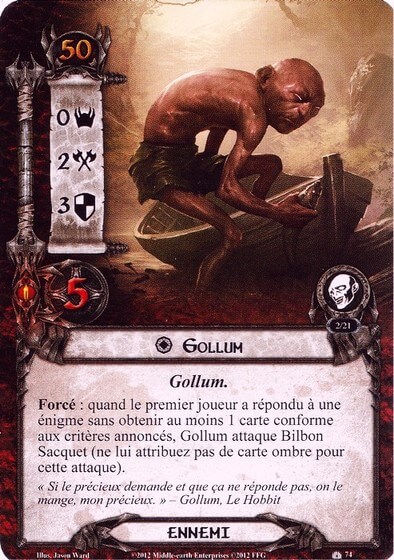 50
0
2
3
5
2/21
Gollum
Gollum.
Forcé : quand le premier joueur a répondu à une
énigme sans obtenir au moins 1 carte conforme
aux critères annoncés, Gollum attaque Bilbon
Sacquet (ne lui attribuez pas de carte ombre pour
cette attaque).
« Si le précieux demande et que ça ne réponde pas, on le
mange, mon précieux. » – Gollum, Le Hobbit
ENNEMI
Illus. Jason Ward ©2012 Middle-earth Enterprises ©2012 FFG 74